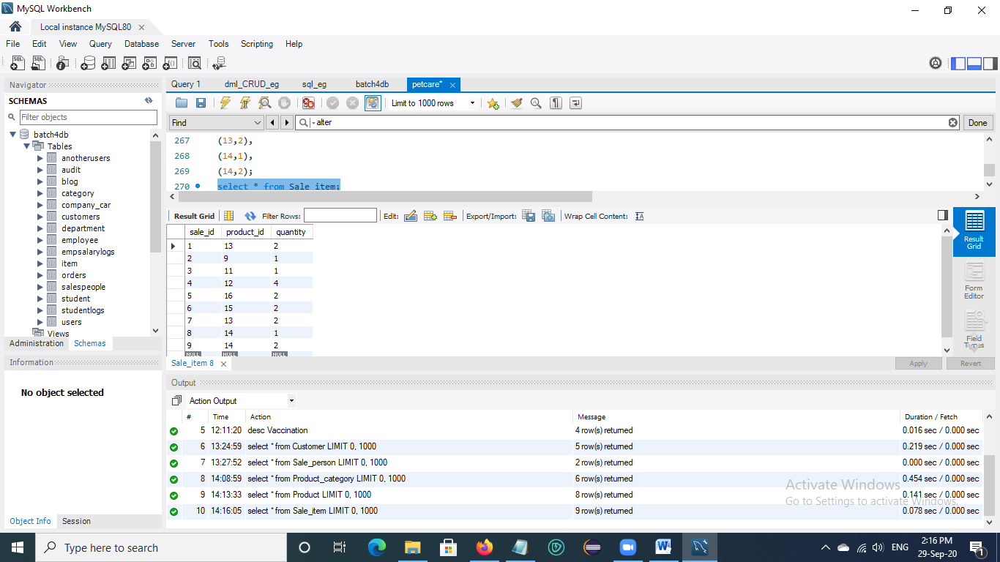 MySQL Workbench
Local instance MySQL80
File Edit View Query Database Server Tools Scripting Help
Navigator
SCHEMAS
Filter objects
batch4db
Tables
anotherusers
audit
blog
category
company_car
customers
department
employee
empsalarylogs
item
orders
salespeople
student
studentlogs
users
Views
Administration Schemas
Information
No object selected
Object Info Session
Query 1 dml_CRUD_eg sql_eg batch4db petcare*
Limit to 1000 rows
Find alter Done
267 (13,2),
268 (14,1),
269 (14,2);
270 select * from Sale_item;
Result Grid Filter Rows: Edit: Export/Import: Wrap Cell Content:
sale_id product_id quantity
1 13 2
2 9 1
3 11 1
4 12 4
5 16 2
6 15 2
7 13 2
8 14 1
9 14 2
NULL NULL NULL
Result Grid
Form Editor
Field Types
Sale_item 8 Apply Revert
Output
Action Output
# Time Action Message Duration / Fetch
5 12:11:20 desc Vaccination 4 row(s) returned 0.016 sec / 0.000 sec
6 13:24:59 select * from Customer LIMIT 0, 1000 5 row(s) returned 0.219 sec / 0.000 sec
7 13:27:52 select * from Sale_person LIMIT 0, 1000 2 row(s) returned 0.000 sec / 0.000 sec
8 14:08:59 select * from Product_category LIMIT 0, 1000 6 row(s) returned 0.454 sec / 0.000 sec
9 14:13:33 select * from Product LIMIT 0, 1000 8 row(s) returned 0.141 sec / 0.000 sec
10 14:16:05 select * from Sale_item LIMIT 0, 1000 9 row(s) returned 0.078 sec / 0.000 sec
Activate Windows
Go to Settings to activate Windows.
Type here to search
ENG
2:16 PM
29-Sep-20
1